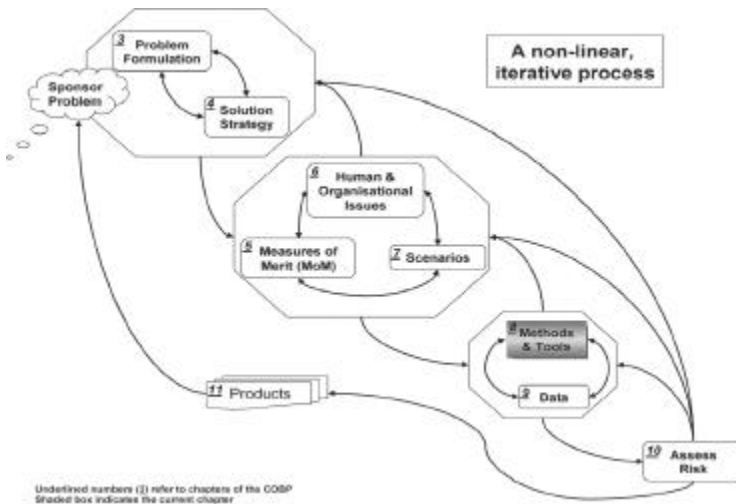 3
Problem
Formulation
A non-linear,
iterative process
Sponsor
Problem
4
Solution
Strategy
6
Human &
Organisational
Issues
5
Measures of
Merit (MoM)
7
Scenarios
8
Methods
& Tools
9
Data
11
Products
10
Assess
Risk
Underlined numbers (3) refer to chapters of the COBP
Shaded box indicates the current chapter